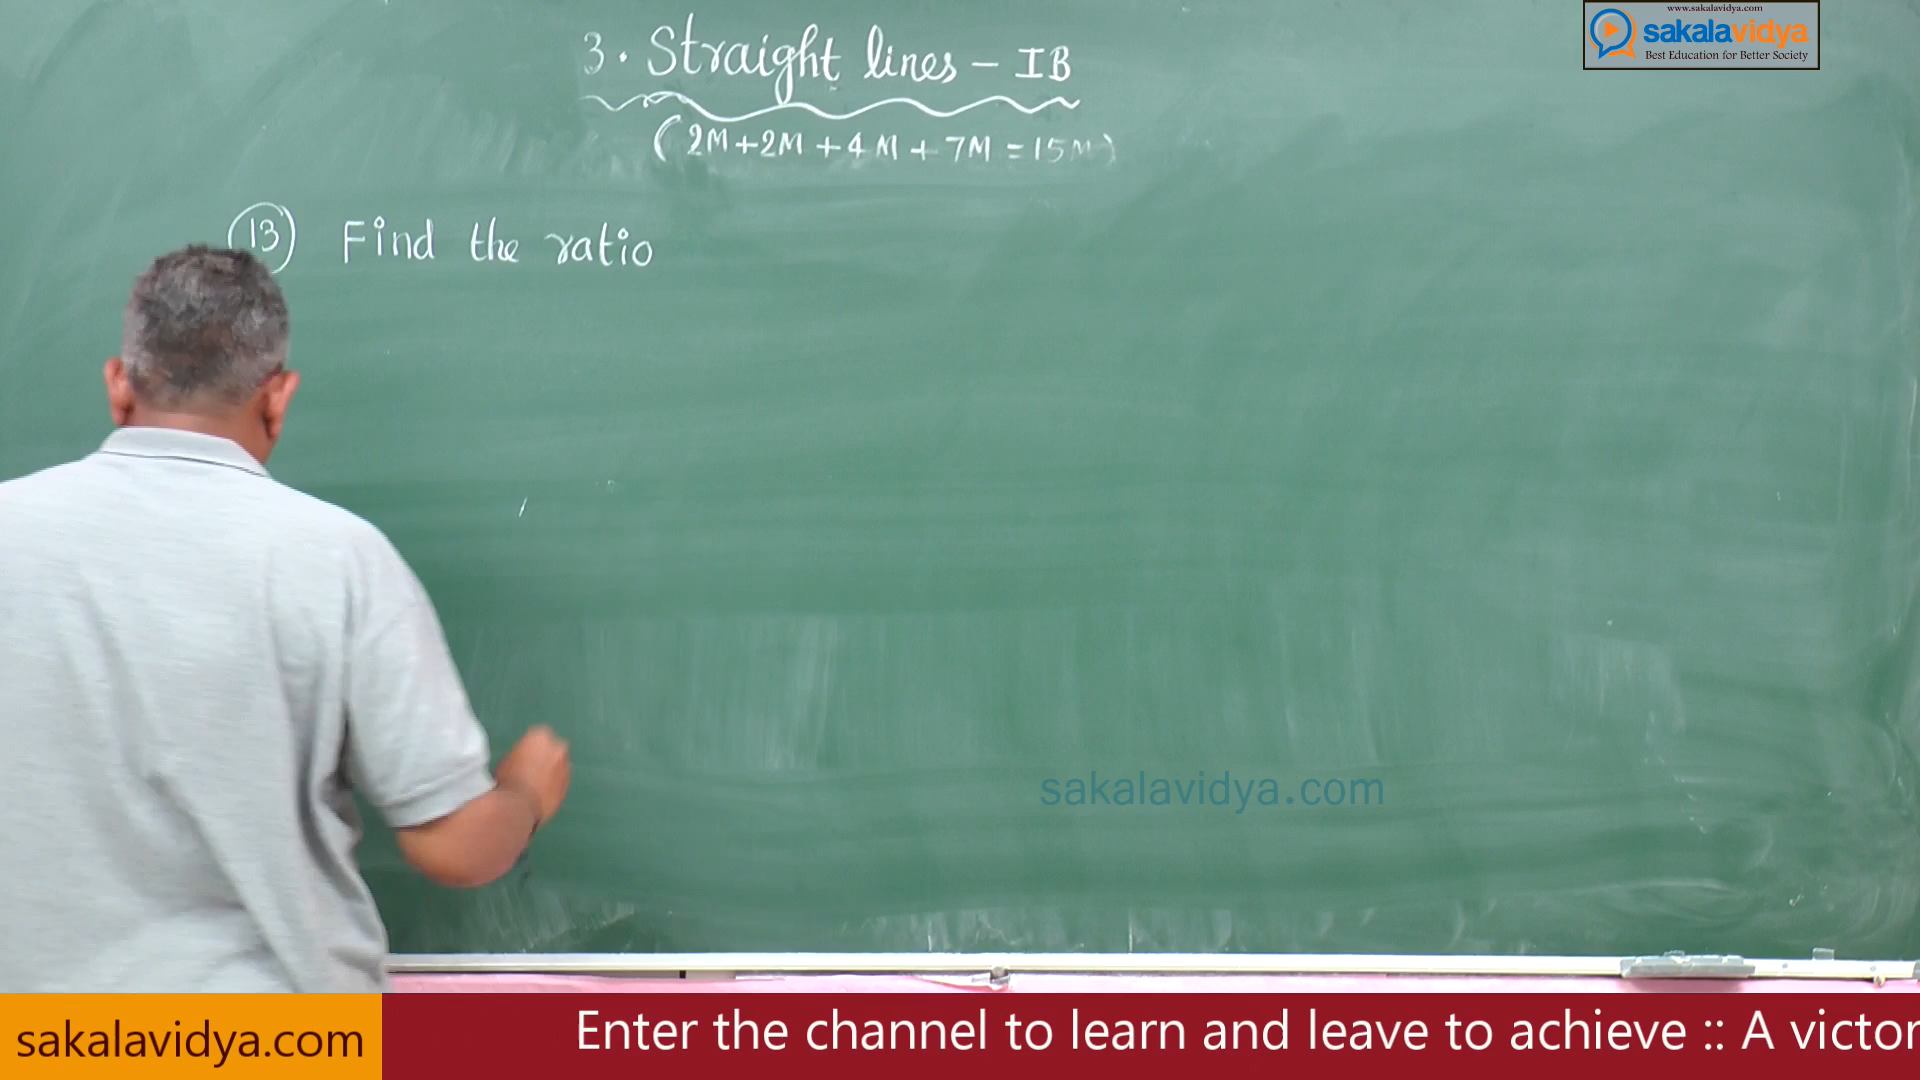 www.sakalavidya.com
sakalavidya
Best Education for Better Society
3. Straight lines - IB
(2M+2M+4M+7M=15M)
13) Find the ratio
sakalavidya.com
sakalavidya.com
Enter the channel to learn and leave to achieve :: A victor